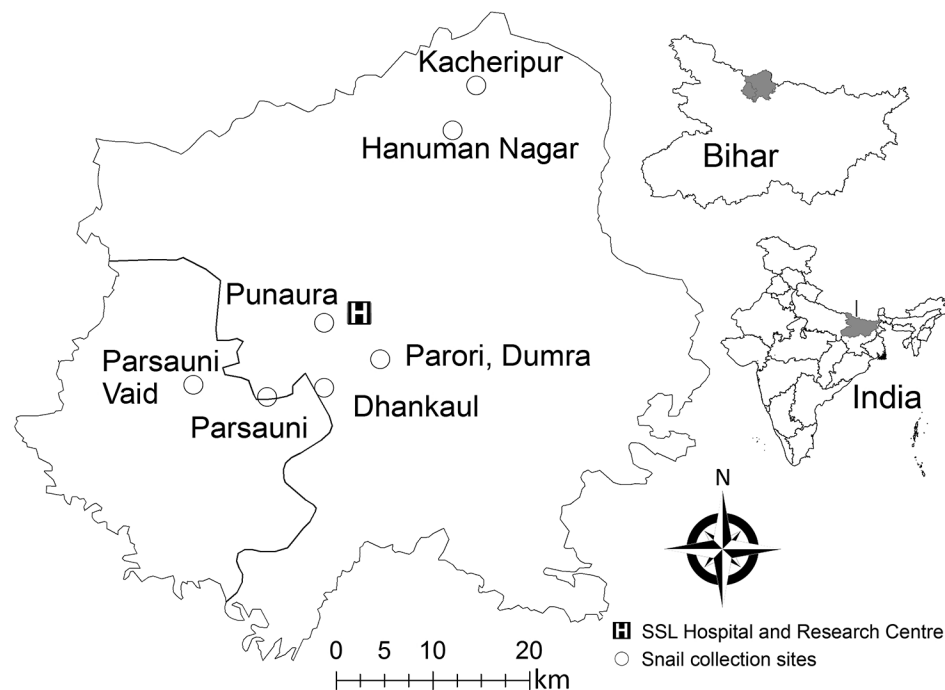 Kacheripur
Hanuman Nagar
Bihar
Punaura
H
Parsauni
Vaid
Parori, Dumra
Dhankaul
Parsauni
India
N
H SSL Hospital and Research Centre
Snail collection sites
0 5 10 20
km